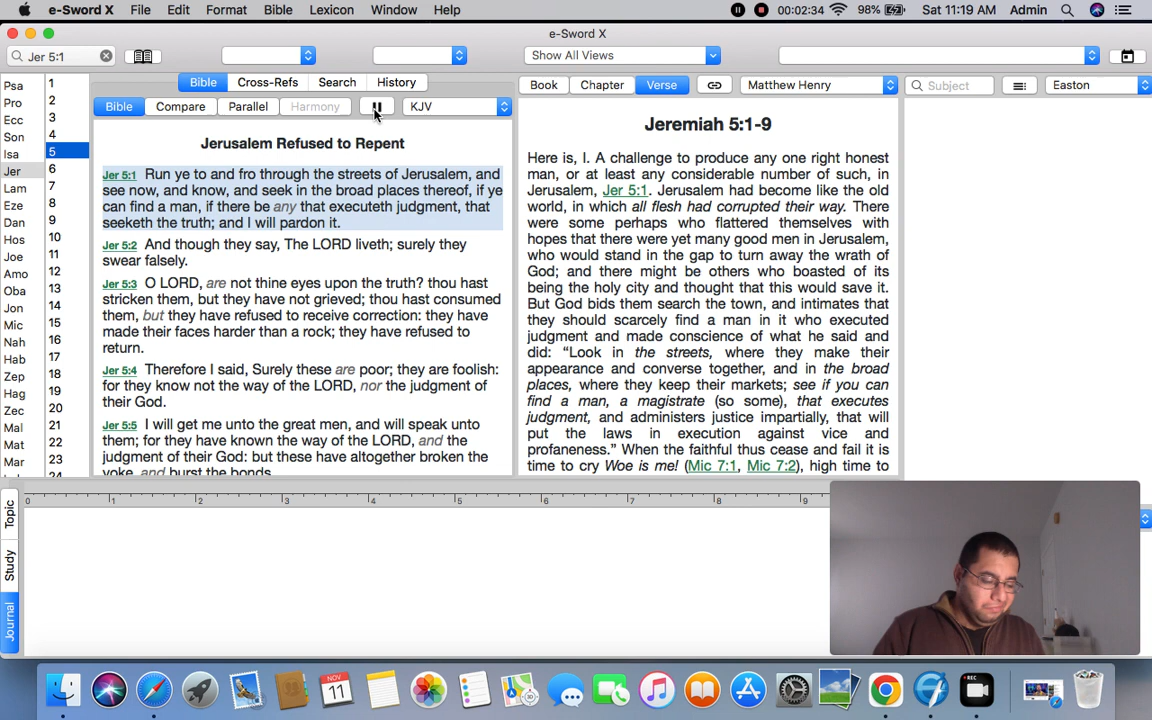 e-Sword X File Edit Format Bible Lexicon Window Help 00:02:34 98% Sat 11:19 AM Admin
e-Sword X
Jer 5:1 Show All Views
Bible Cross-Refs Search History
Book Chapter Verse Matthew Henry Subject Easton
Bible Compare Parallel Harmony KJV
Psa
Pro
Ecc
Son
Isa
Jer
Lam
Eze
Dan
Hos
Joe
Amo
Oba
Jon
Mic
Nah
Hab
Zep
Hag
Zec
Mal
Mat
Mar
1
2
3
4
5
6
7
8
9
10
11
12
13
14
15
16
17
18
19
20
21
22
23
24
Jerusalem Refused to Repent
Jer 5:1 Run ye to and fro through the streets of Jerusalem, and
see now, and know, and seek in the broad places thereof, if ye
can find a man, if there be any that executeth judgment, that
seeketh the truth; and I will pardon it.
Jer 5:2 And though they say, The LORD liveth; surely they
swear falsely.
Jer 5:3 O LORD, are not thine eyes upon the truth? thou hast
stricken them, but they have not grieved; thou hast consumed
them, but they have refused to receive correction: they have
made their faces harder than a rock; they have refused to
return.
Jer 5:4 Therefore I said, Surely these are poor; they are foolish:
for they know not the way of the LORD, nor the judgment of
their God.
Jer 5:5 I will get me unto the great men, and will speak unto
them; for they have known the way of the LORD, and the
judgment of their God: but these have altogether broken the
yoke, and burst the bonds.
Jeremiah 5:1-9
Here is, I. A challenge to produce any one right honest
man, or at least any considerable number of such, in
Jerusalem, Jer 5:1. Jerusalem had become like the old
world, in which all flesh had corrupted their way. There
were some perhaps who flattered themselves with
hopes that there were yet many good men in Jerusalem,
who would stand in the gap to turn away the wrath of
God; and there might be others who boasted of its
being the holy city and thought that this would save it.
But God bids them search the town, and intimates that
they should scarcely find a man in it who executed
judgment and made conscience of what he said and
did: “Look in the streets, where they make their
appearance and converse together, and in the broad
places, where they keep their markets; see if you can
find a man, a magistrate (so some), that executes
judgment, and administers justice impartially, that will
put the laws in execution against vice and
profaneness.” When the faithful thus cease and fail it is
time to cry Woe is me! (Mic 7:1, Mic 7:2), high time to
0 1 2 3 4 5 6 7 8 9
Topic
Study
Journal
NOV
11
REC